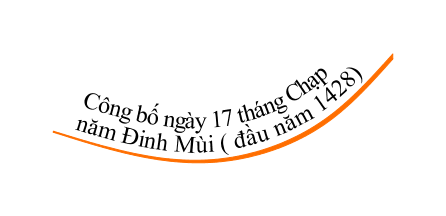 Công bố ngày 17 tháng Chạp
năm Đinh Mùi ( đầu năm 1428)